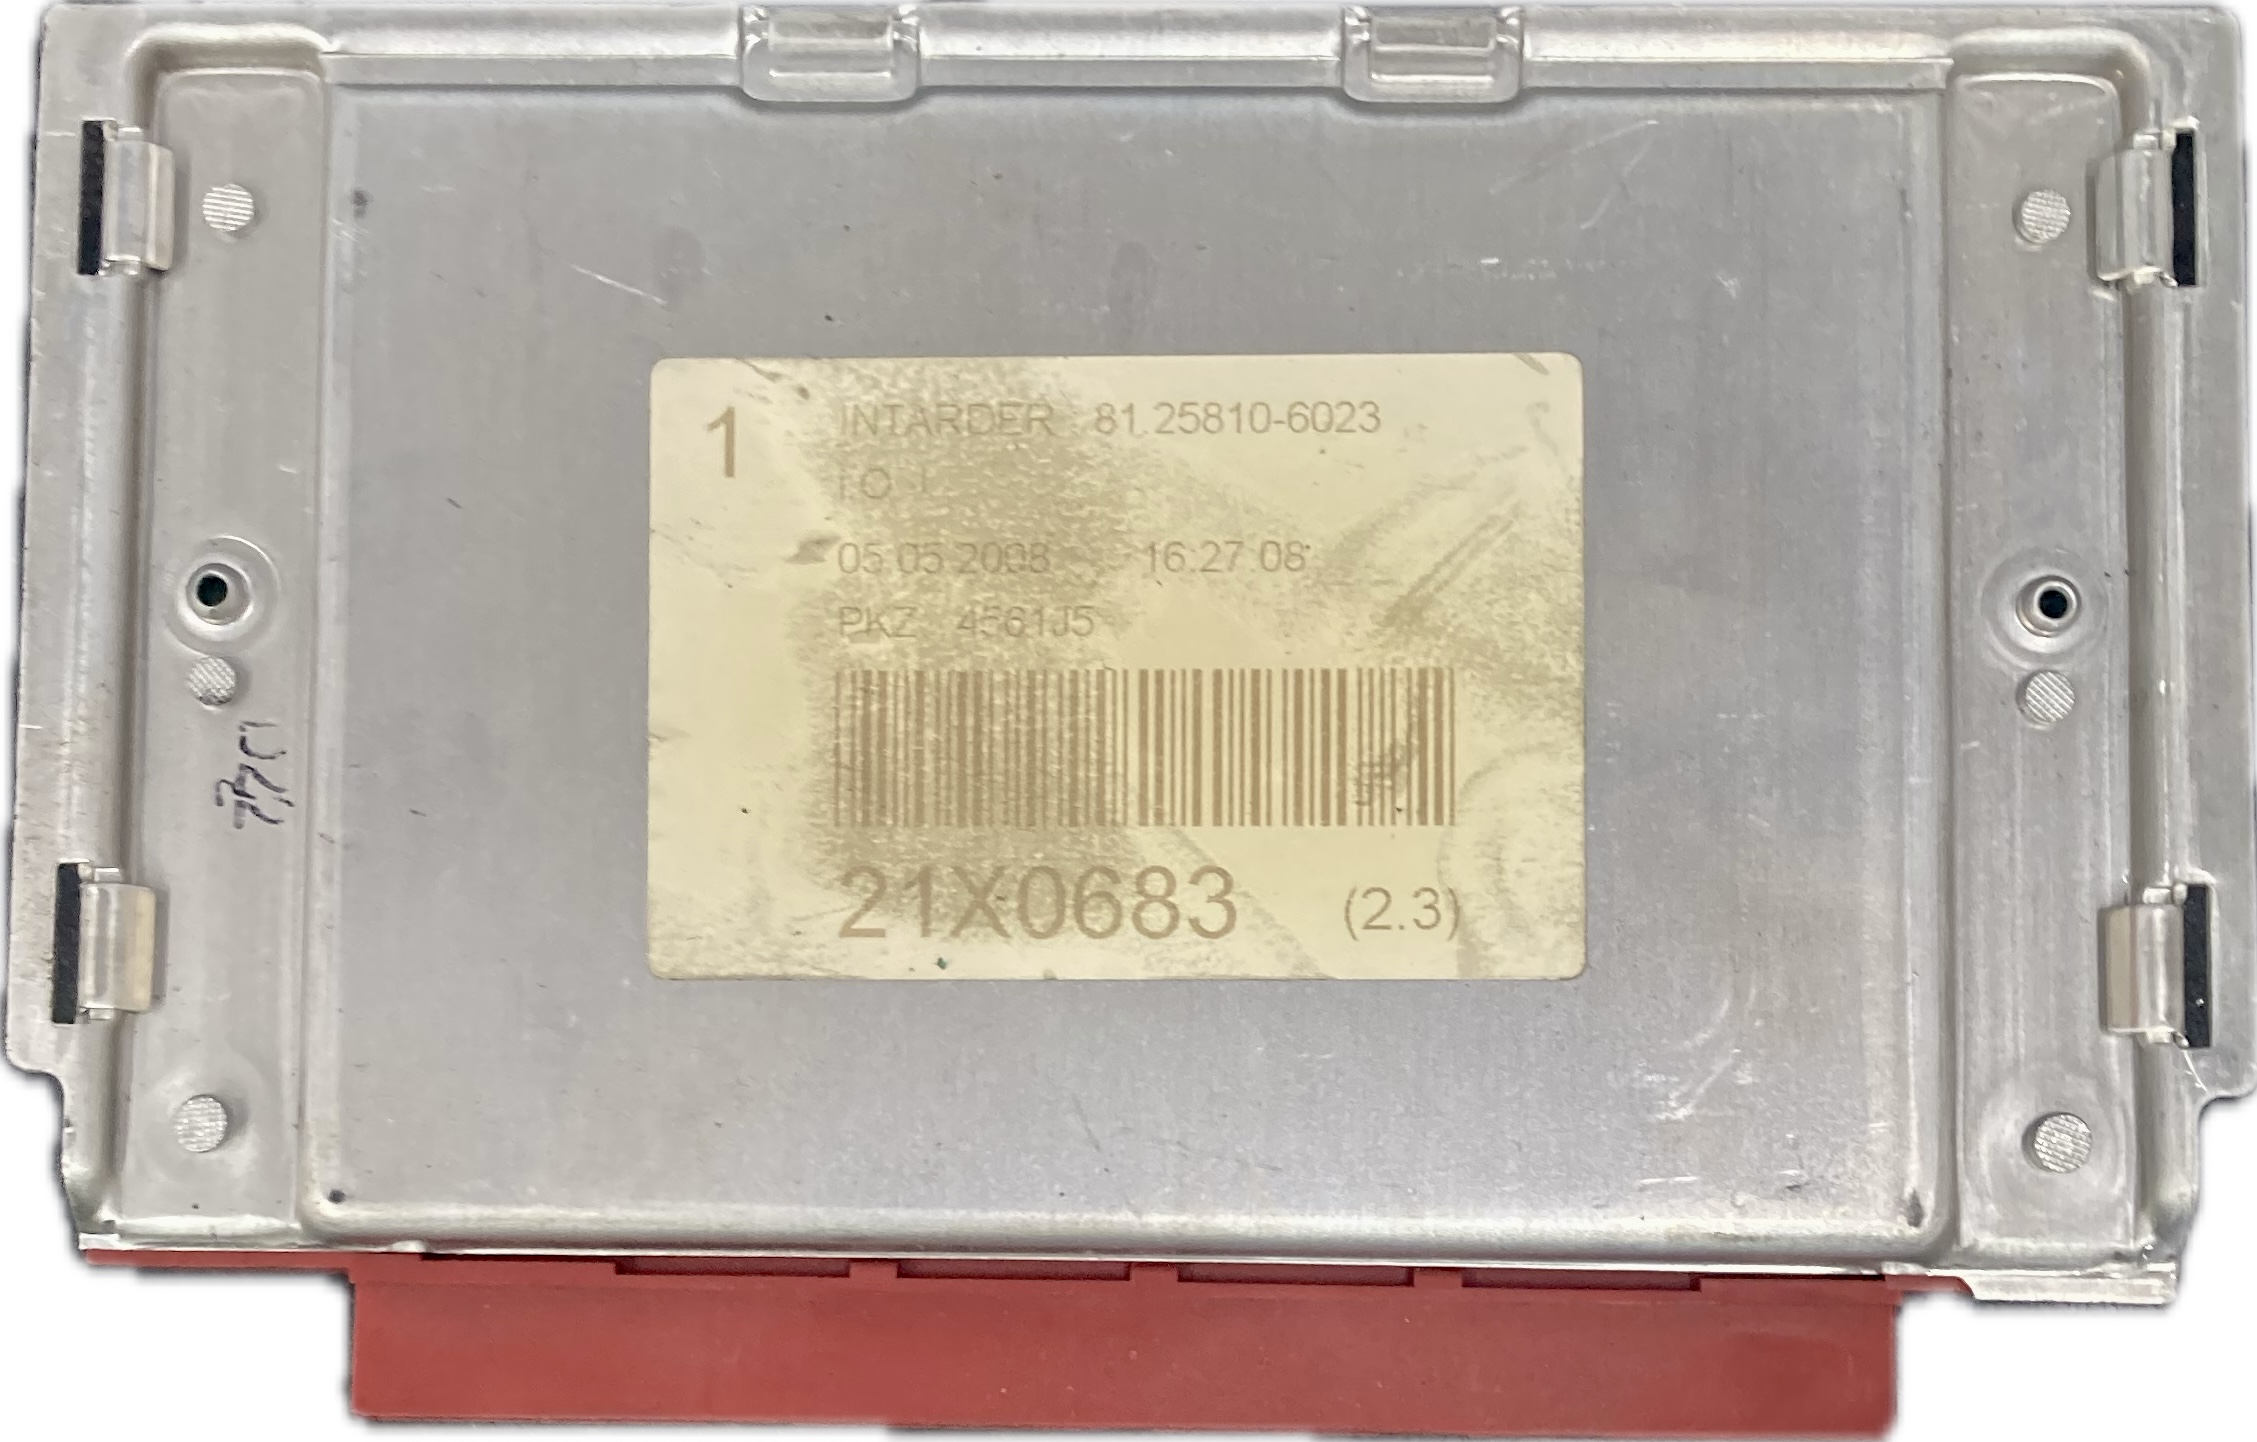 1
INTARDER 81.25810-6023
I.O
05.05.2008 16:27:08
PKZ 4561J5
21X0683 (2.3)